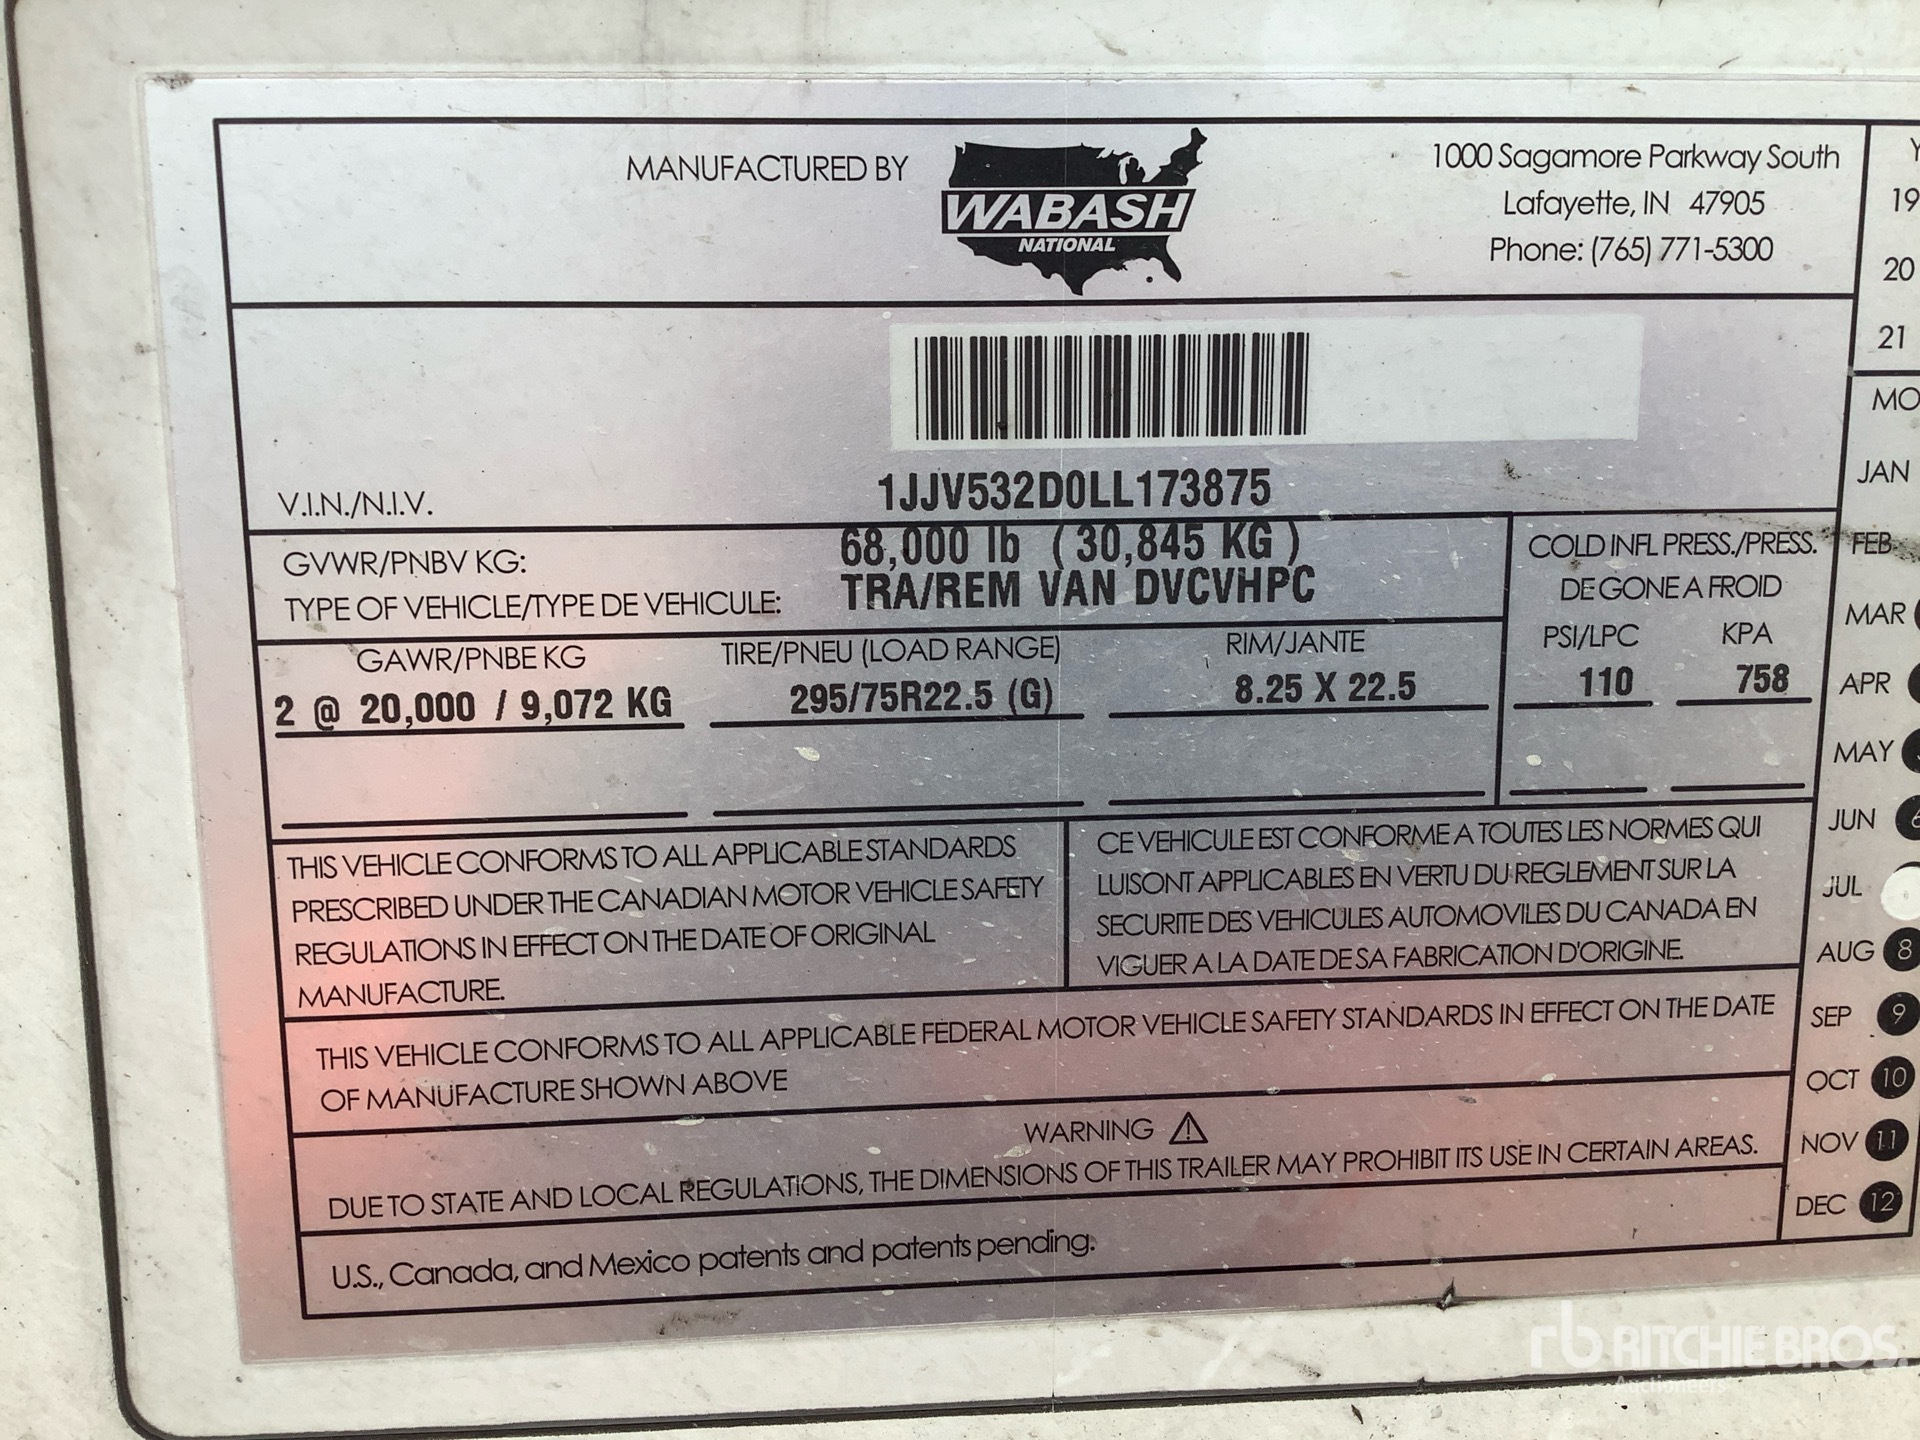 MANUFACTURED BY
WABASH
NATIONAL
1000 Sagamore Parkway South
Lafayette, IN 47905
Phone: (765) 771-5300
V.I.N./N.I.V.
1JJV532D0LL173875
GVWR/PNBV KG:
68,000 lb (30,845 KG)
TYPE OF VEHICLE/TYPE DE VEHICULE:
TRA/REM VAN DVCVHPC
COLD INFL PRESS./PRESS.
DE GONE A FROID
PSI/LPC KPA
110 758
GAWR/PNBE KG
TIRE/PNEU (LOAD RANGE)
RIM/JANTE
2 @ 20,000 / 9,072 KG
295/75R22.5 (G)
8.25 X 22.5
THIS VEHICLE CONFORMS TO ALL APPLICABLE STANDARDS
PRESCRIBED UNDER THE CANADIAN MOTOR VEHICLE SAFETY
REGULATIONS IN EFFECT ON THE DATE OF ORIGINAL
MANUFACTURE.
CE VEHICULE EST CONFORME A TOUTES LES NORMES QUI
LUISONT APPLICABLES EN VERTU DU REGLEMENT SUR LA
SECURITE DES VEHICULES AUTOMOVILES DU CANADA EN
VIGUER A LA DATE DE SA FABRICATION D'ORIGINE.
THIS VEHICLE CONFORMS TO ALL APPLICABLE FEDERAL MOTOR VEHICLE SAFETY STANDARDS IN EFFECT ON THE DATE
OF MANUFACTURE SHOWN ABOVE
WARNING
DUE TO STATE AND LOCAL REGULATIONS, THE DIMENSIONS OF THIS TRAILER MAY PROHIBIT ITS USE IN CERTAIN AREAS.
U.S., Canada, and Mexico patents and patents pending.
19
20
21
MO
JAN
FEB
MAR
APR
MAY
JUN 6
JUL
AUG 8
SEP 9
OCT 10
NOV 11
DEC 12
rb RITCHIE BROS.
Auctioneers